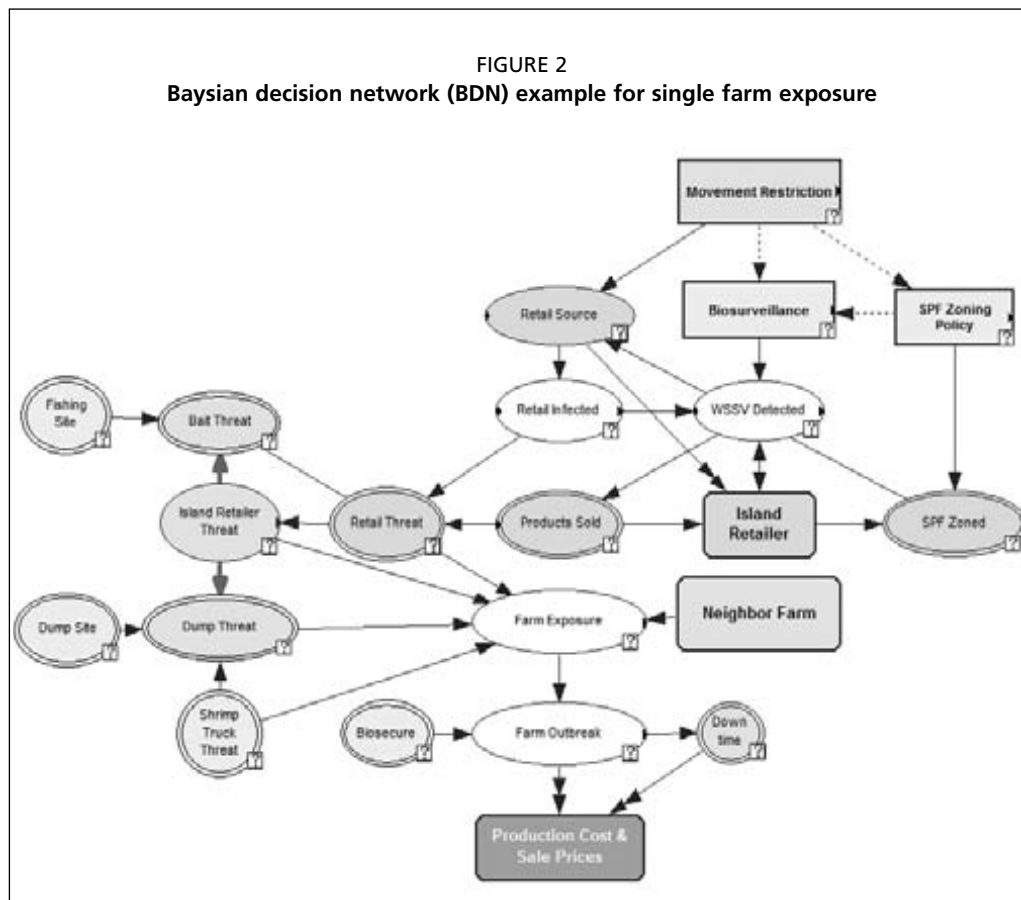 FIGURE 2
Baysian decision network (BDN) example for single farm exposure
Movement Restriction
?
Retail Source
?
Biosurveillance
?
SPF Zoning
Policy
?
Fishing
Site
?
Bait Threat
?
Retail Infected
?
WSSV Detected
?
Island Retailer
Threat
?
Retail Threat
?
Products Sold
?
Island
Retailer
SPF Zoned
?
Dump Site
?
Dump Threat
?
Farm Exposure
?
Neighbor Farm
Shrimp
Truck
Threat
?
Biosecure
?
Farm Outbreak
?
Down
time
?
Production Cost &
Sale Prices